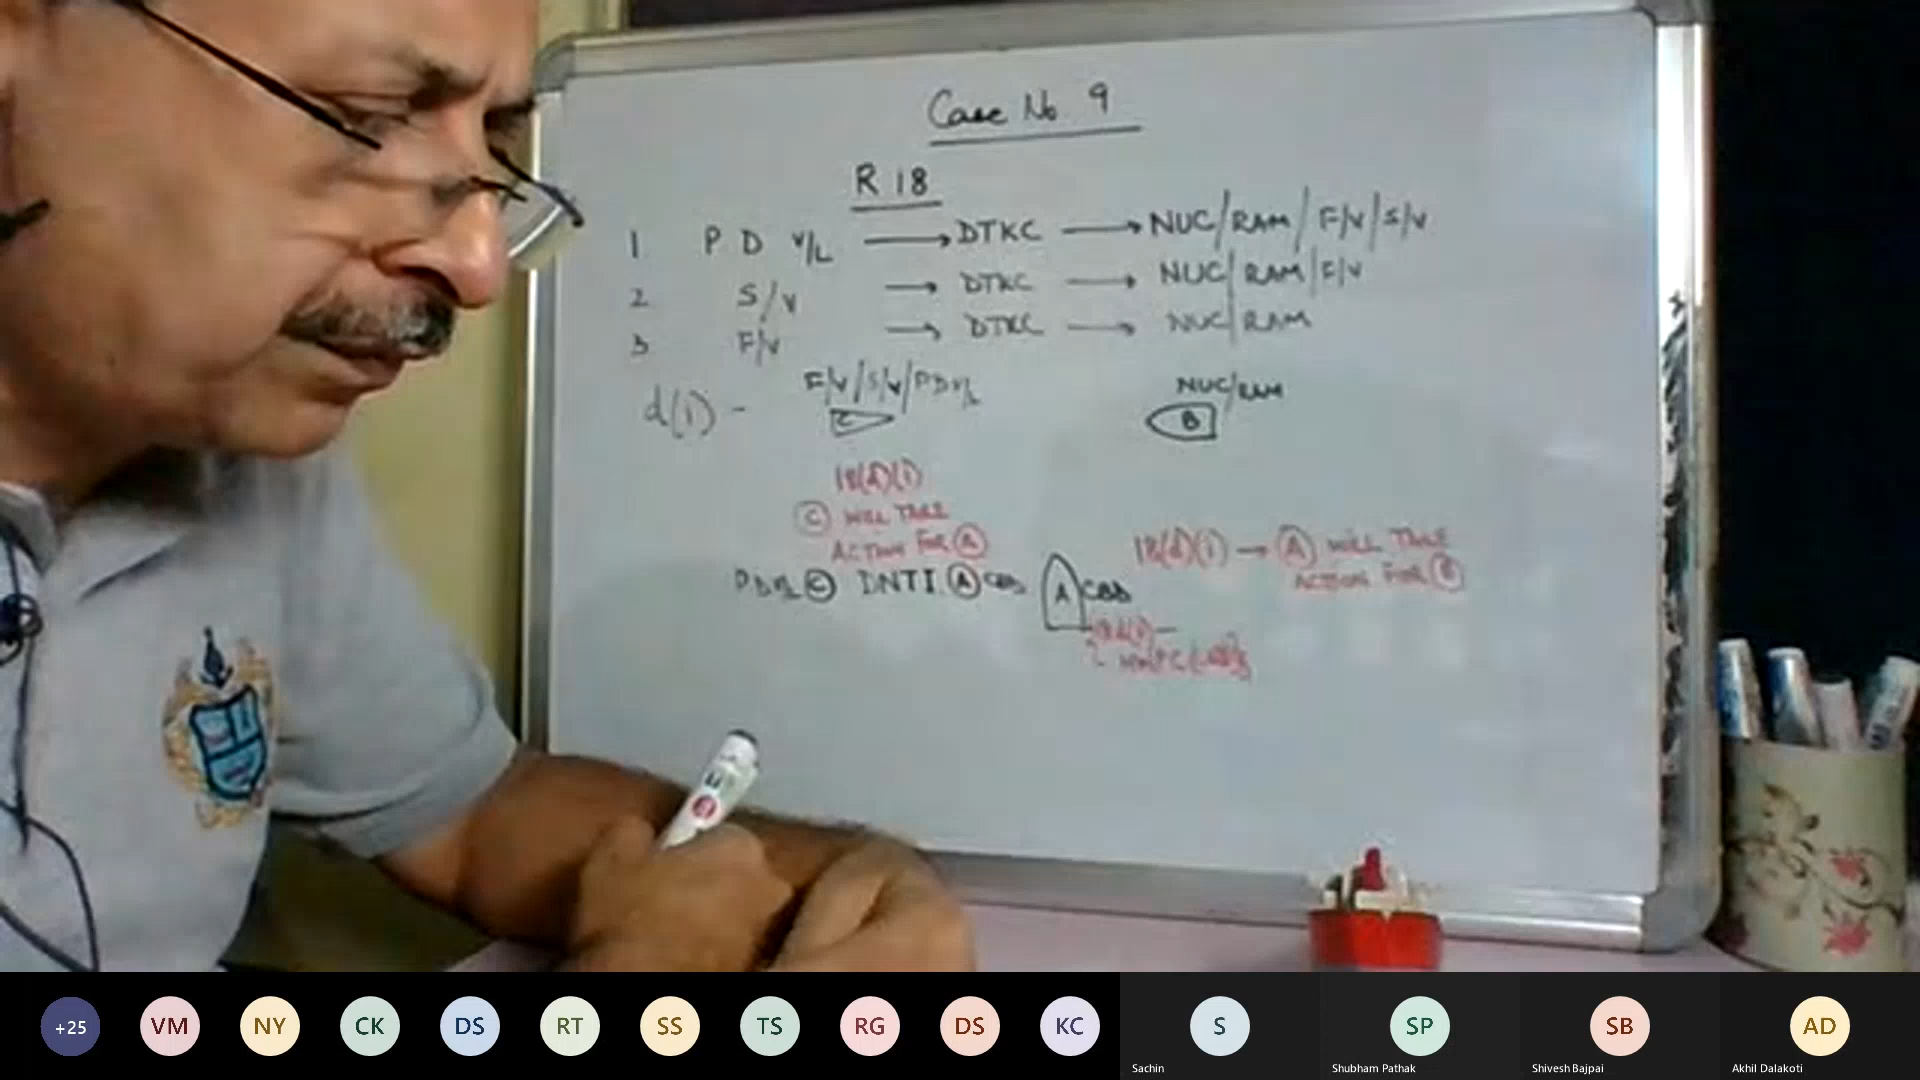 Case No. 9
R 18
1 P D V/L → DTKC → NUC/RAM/F/V/S/V
2 S/V → DTKC → NUC/RAM/F/V
3 F/V → DTKC → NUC/RAM
d(i) - F/V/S/V/PDV/L NUC/RAM
C B
18(d)(i)
C WILL TAKE
ACTION FOR A
18(d)(i) → A WILL TAKE
ACTION FOR B
PDV/L C DNTI A CBD
A CBD
+25 VM NY CK DS RT SS TS RG DS KC S SP SB AD
Sachin Shubham Pathak Shivesh Bajpai Akhil Dalakoti